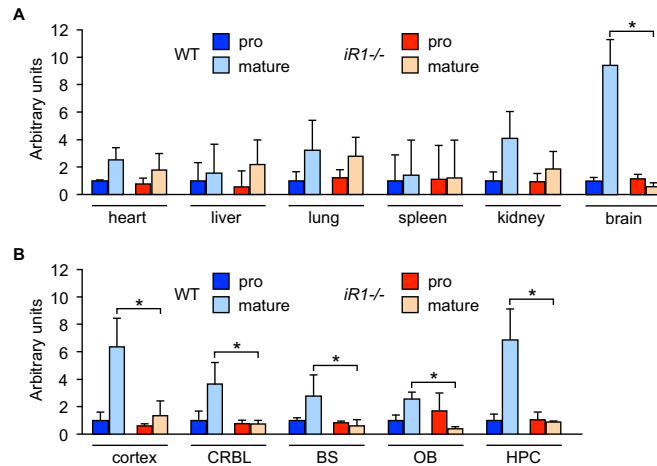 A
Arbitrary units
12
10
8
6
4
2
0
WT
pro
mature
iR1-/-
pro
mature
*
heart
liver
lung
spleen
kidney
brain
B
Arbitrary units
12
10
8
6
4
2
0
WT
pro
mature
iR1-/-
pro
mature
*
*
*
*
*
cortex
CRBL
BS
OB
HPC